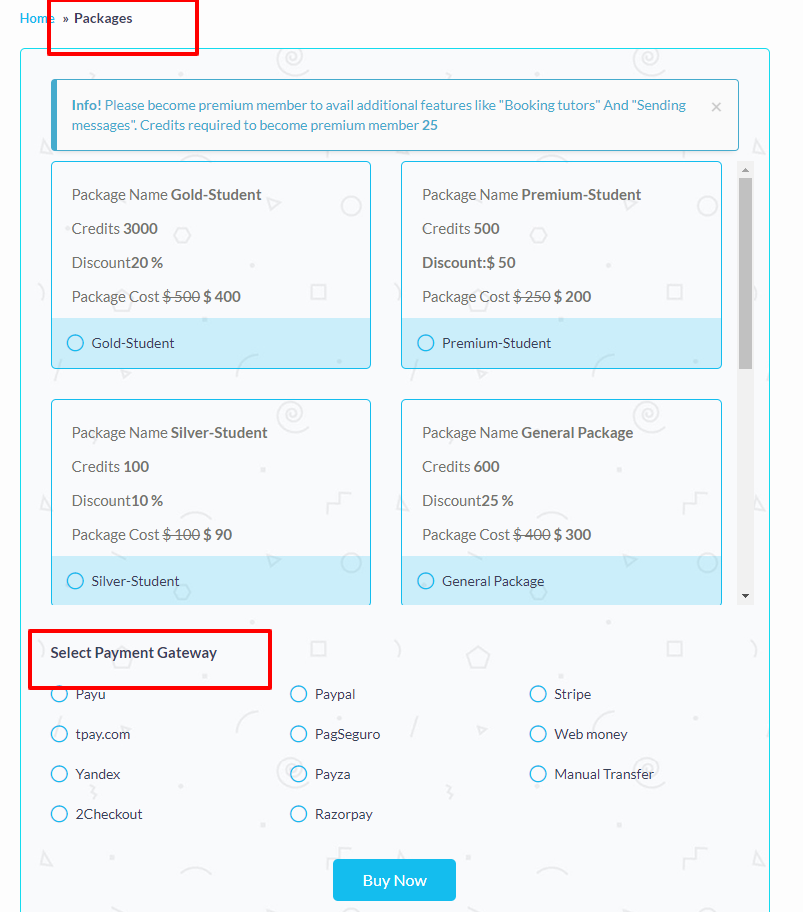 Home » Packages
Info! Please become premium member to avail additional features like "Booking tutors" And "Sending
messages". Credits required to become premium member 25
×
Package Name Gold-Student
Credits 3000
Discount20 %
Package Cost $ 500 $ 400
Gold-Student
Package Name Premium-Student
Credits 500
Discount:$ 50
Package Cost $ 250 $ 200
Premium-Student
Package Name Silver-Student
Credits 100
Discount10 %
Package Cost $ 100 $ 90
Silver-Student
Package Name General Package
Credits 600
Discount25 %
Package Cost $ 400 $ 300
General Package
Select Payment Gateway
Payu
Paypal
Stripe
tpay.com
PagSeguro
Web money
Yandex
Payza
Manual Transfer
2Checkout
Razorpay
Buy Now